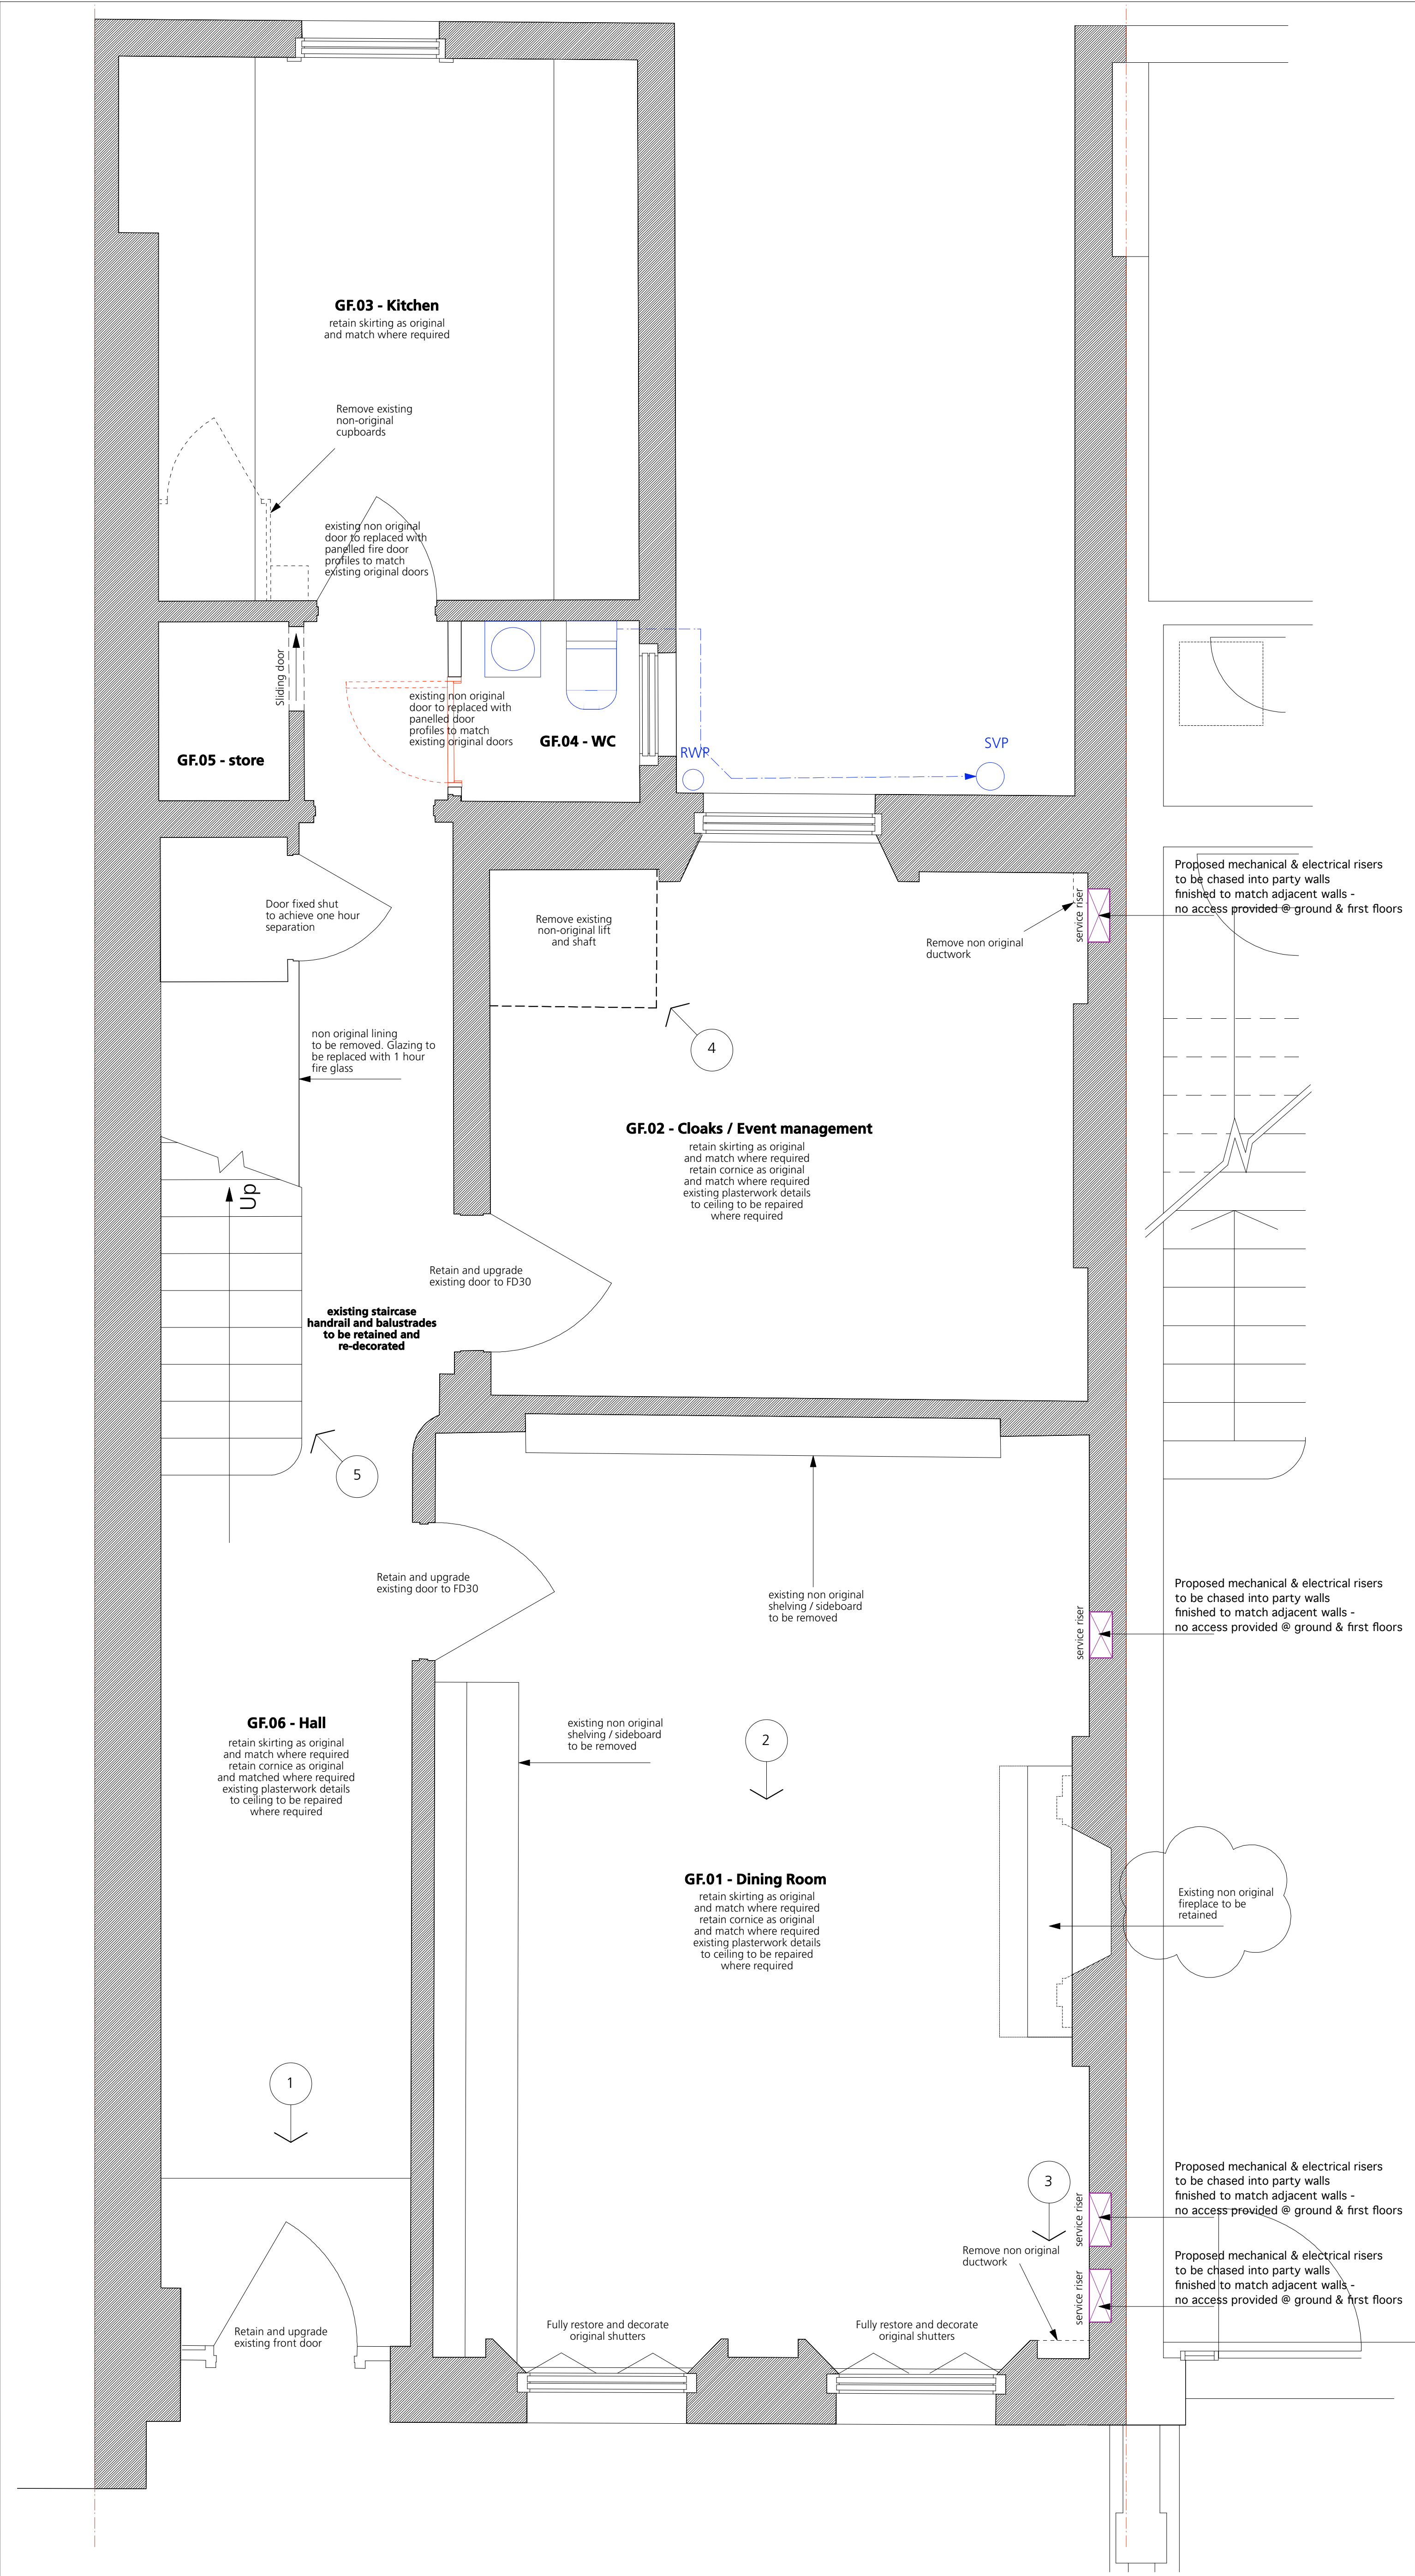 GF.03 - Kitchen
retain skirting as original
and match where required
Remove existing
non-original
cupboards
existing non original
door to replaced with
panelled fire door
profiles to match
existing original doors
Sliding door
existing non original
door to replaced with
panelled door
profiles to match
existing original doors
GF.04 - WC
GF.05 - store
RWP
SVP
Door fixed shut
to achieve one hour
separation
Remove existing
non-original lift
and shaft
Remove non original
ductwork
service riser
Proposed mechanical & electrical risers
to be chased into party walls
finished to match adjacent walls -
no access provided @ ground & first floors
non original lining
to be removed. Glazing to
be replaced with 1 hour
fire glass
4
GF.02 - Cloaks / Event management
retain skirting as original
and match where required
retain cornice as original
and match where required
existing plasterwork details
to ceiling to be repaired
where required
Up
Retain and upgrade
existing door to FD30
existing staircase
handrail and balustrades
to be retained and
re-decorated
5
Retain and upgrade
existing door to FD30
existing non original
shelving / sideboard
to be removed
service riser
Proposed mechanical & electrical risers
to be chased into party walls
finished to match adjacent walls -
no access provided @ ground & first floors
GF.06 - Hall
retain skirting as original
and match where required
retain cornice as original
and matched where required
existing plasterwork details
to ceiling to be repaired
where required
existing non original
shelving / sideboard
to be removed
2
GF.01 - Dining Room
retain skirting as original
and match where required
retain cornice as original
and match where required
existing plasterwork details
to ceiling to be repaired
where required
Existing non original
fireplace to be
retained
1
3
service riser
Proposed mechanical & electrical risers
to be chased into party walls
finished to match adjacent walls -
no access provided @ ground & first floors
Remove non original
ductwork
service riser
Proposed mechanical & electrical risers
to be chased into party walls
finished to match adjacent walls -
no access provided @ ground & first floors
Retain and upgrade
existing front door
Fully restore and decorate
original shutters
Fully restore and decorate
original shutters